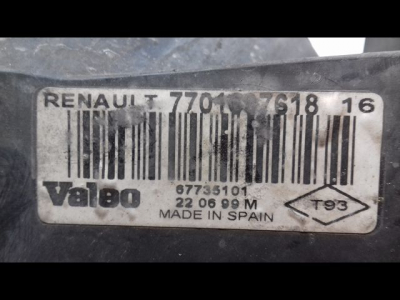 RENAULT 16
Valeo 67735101
22 06 99 M
MADE IN SPAIN T93